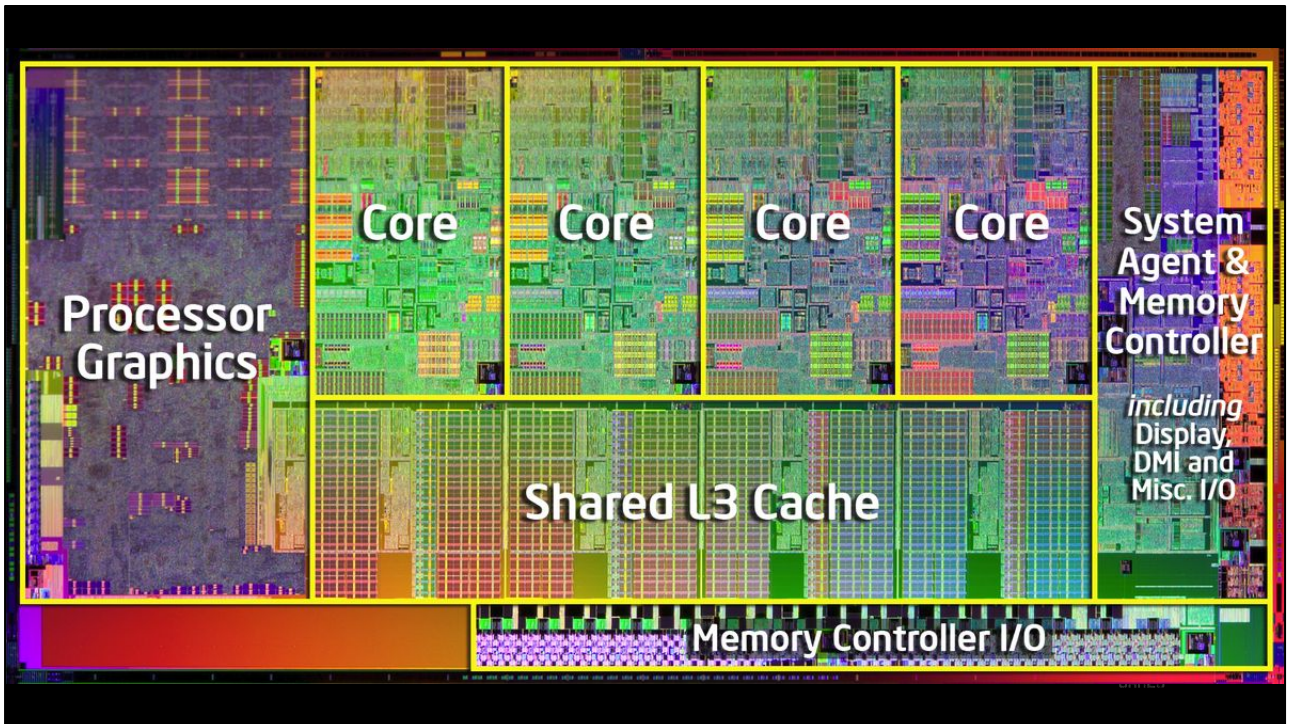 Processor
Graphics
Core
Core
Core
Core
System
Agent &
Memory
Controller
including
Display,
DMI and
Misc. I/O
Shared L3 Cache
Memory Controller I/O